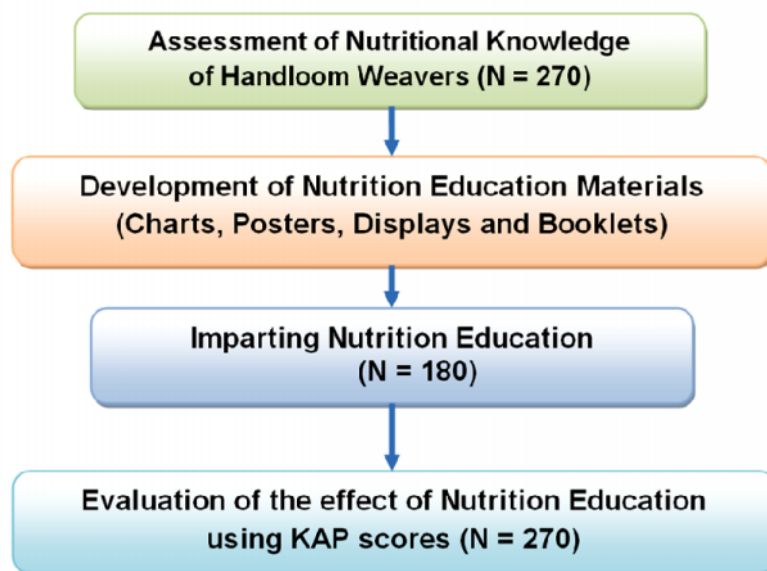 Assessment of Nutritional Knowledge
of Handloom Weavers (N = 270)
Development of Nutrition Education Materials
(Charts, Posters, Displays and Booklets)
Imparting Nutrition Education
(N = 180)
Evaluation of the effect of Nutrition Education
using KAP scores (N = 270)